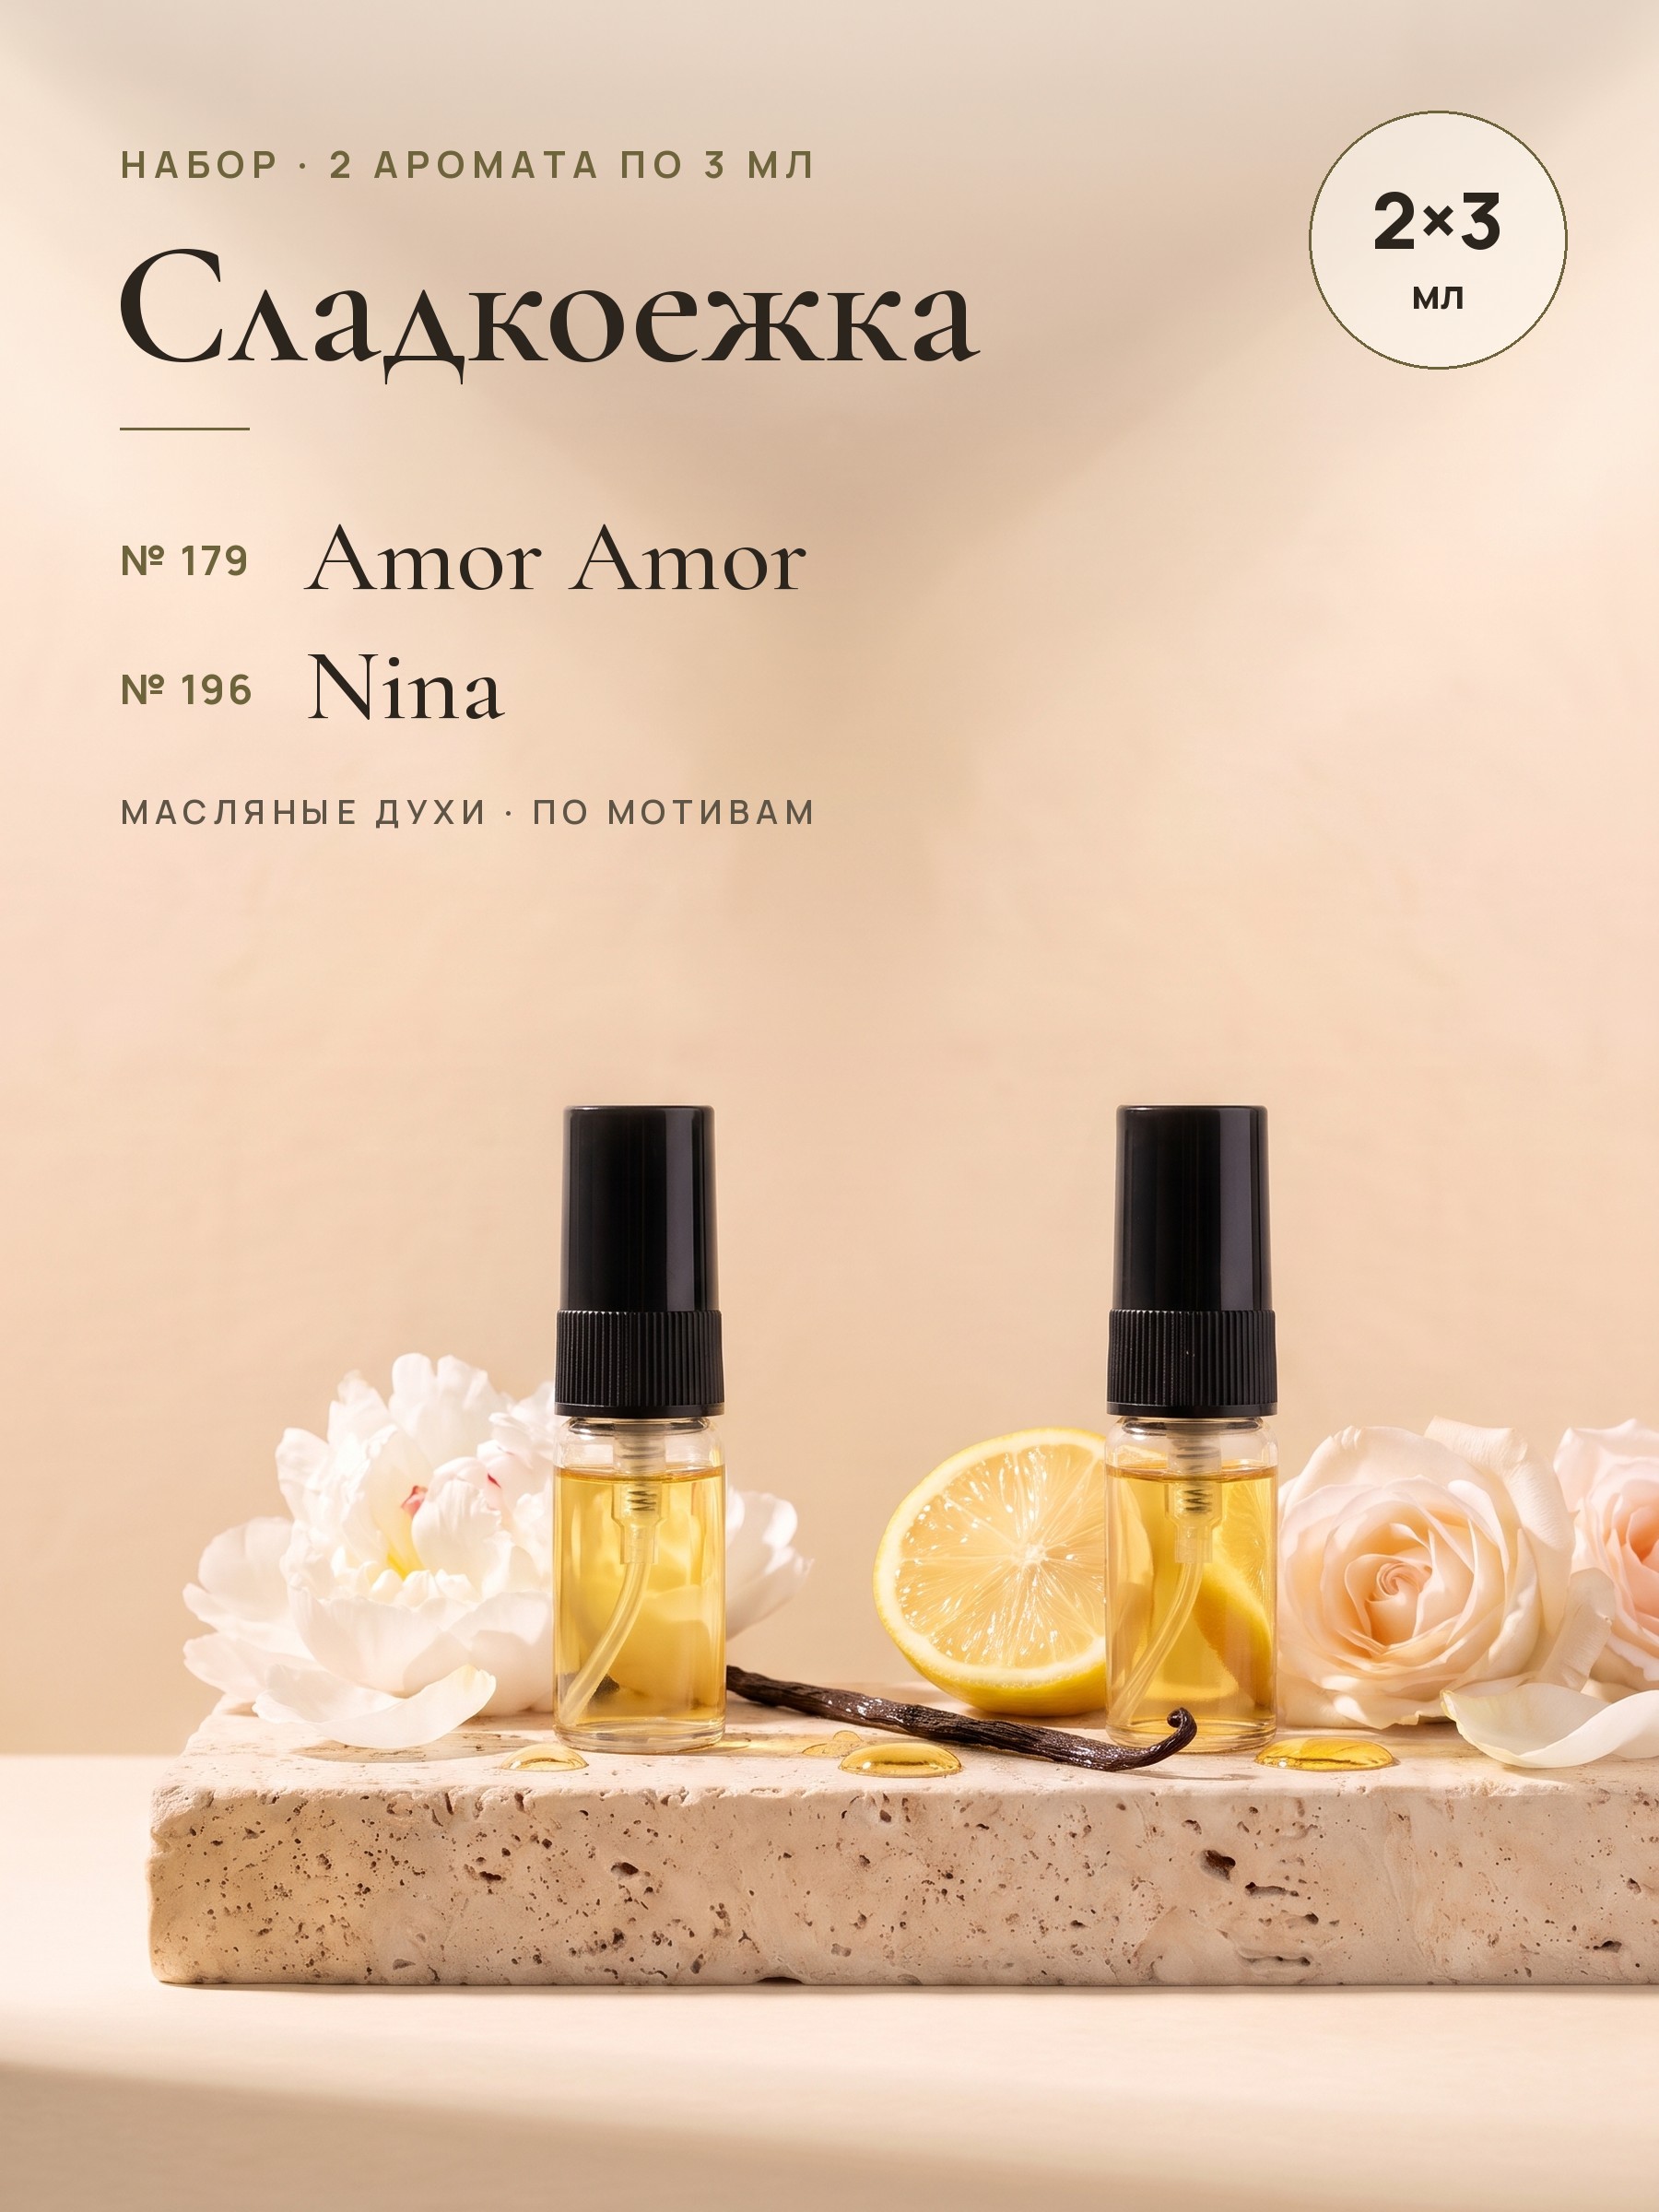 НАБОР · 2 АРОМАТА ПО 3 МЛ
2×3
мл
Сладкоежка
№ 179 Amor Amor
№ 196 Nina
МАСЛЯНЫЕ ДУХИ · ПО МОТИВАМ